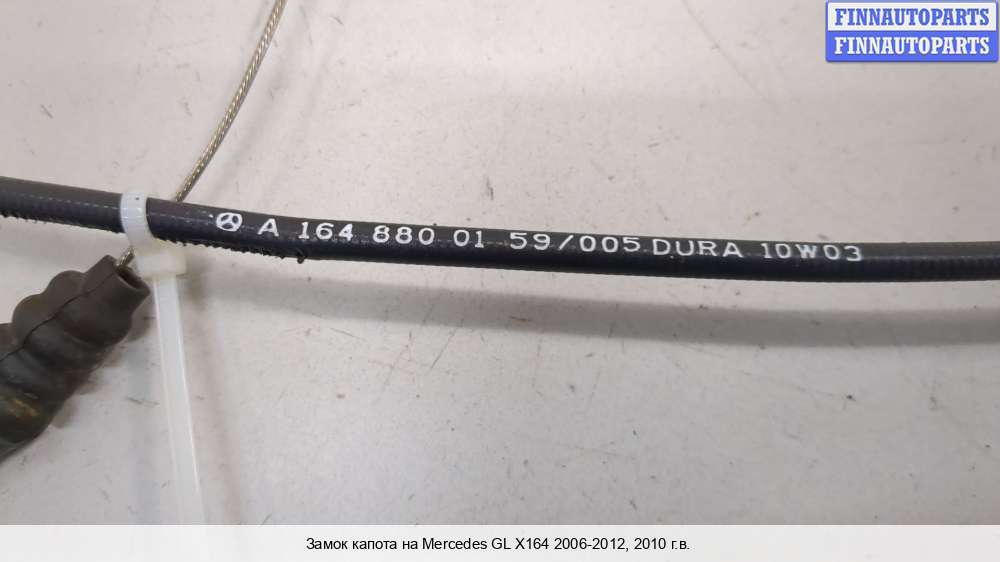 FINNAUTOPARTS
FINNAUTOPARTS
A 164 880 01 59/005 DURA 10W03
Замок капота на Mercedes GL X164 2006-2012, 2010 г.в.